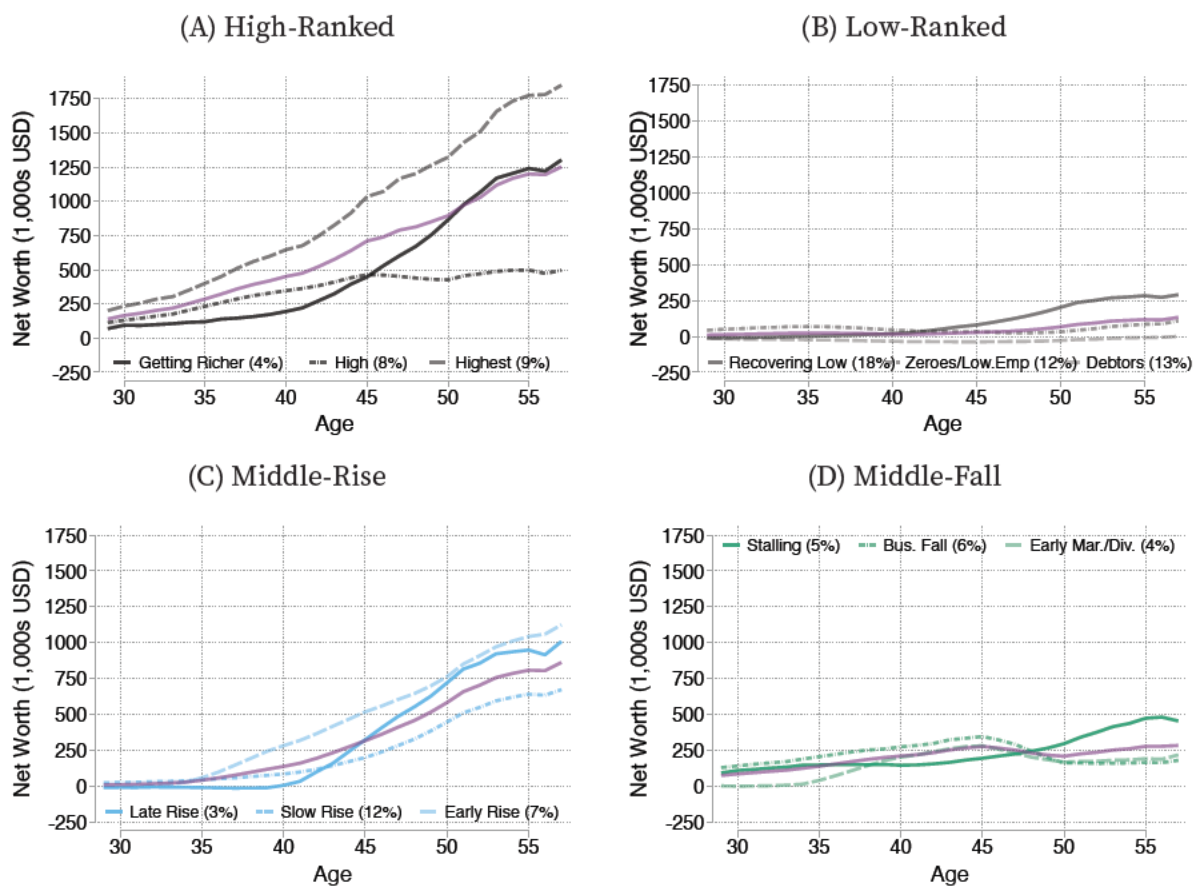 (A) High-Ranked
Net Worth (1,000s USD)
1750
1500
1250
1000
750
500
250
0
-250
Getting Richer (4%) High (8%) Highest (9%)
30 35 40 45 50 55
Age
(B) Low-Ranked
Net Worth (1,000s USD)
1750
1500
1250
1000
750
500
250
0
-250
Recovering Low (18%) Zeroes/Low.Emp (12%) Debtors (13%)
30 35 40 45 50 55
Age
(C) Middle-Rise
Net Worth (1,000s USD)
1750
1500
1250
1000
750
500
250
0
-250
Late Rise (3%) Slow Rise (12%) Early Rise (7%)
30 35 40 45 50 55
Age
(D) Middle-Fall
Net Worth (1,000s USD)
1750
Stalling (5%) Bus. Fall (6%) Early Mar./Div. (4%)
1500
1250
1000
750
500
250
0
-250
30 35 40 45 50 55
Age